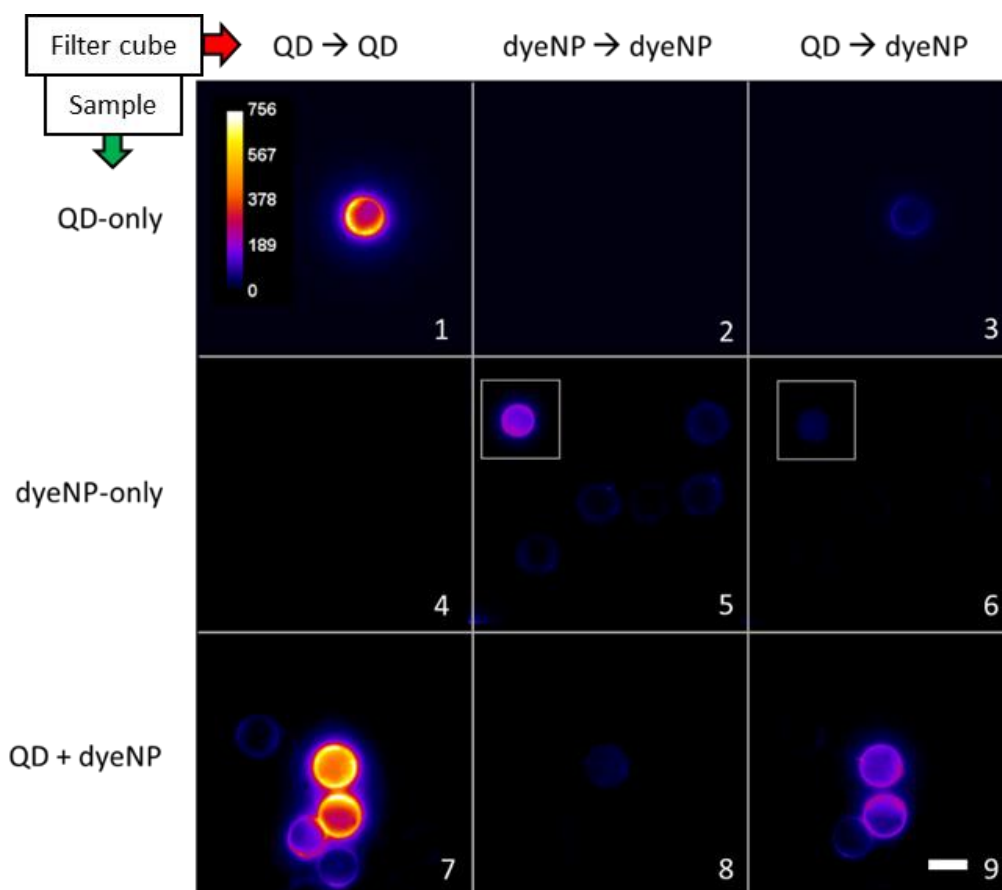 Filter cube
QD → QD
dyeNP → dyeNP
QD → dyeNP
Sample
756
567
378
189
0
QD-only
1
2
3
dyeNP-only
4
5
6
QD + dyeNP
7
8
9